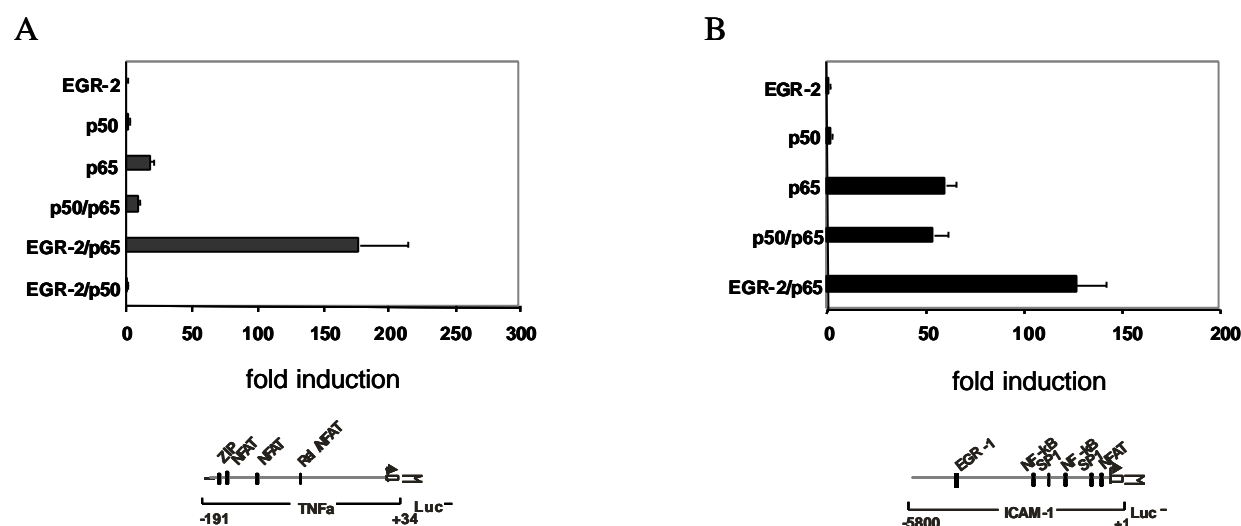 A
EGR-2
p50
p65
p50/p65
EGR-2/p65
EGR-2/p50
0 50 100 150 200 250 300
fold induction
ZIP NFAT NFAT Rel /NFAT
TNFa Luc
-191 +34
B
EGR-2
p50
p65
p50/p65
EGR-2/p65
0 50 100 150 200
fold induction
EGR -1 NF-kB SP1 NF-kB SP1 NFAT
ICAM-1 Luc
-5800 +1